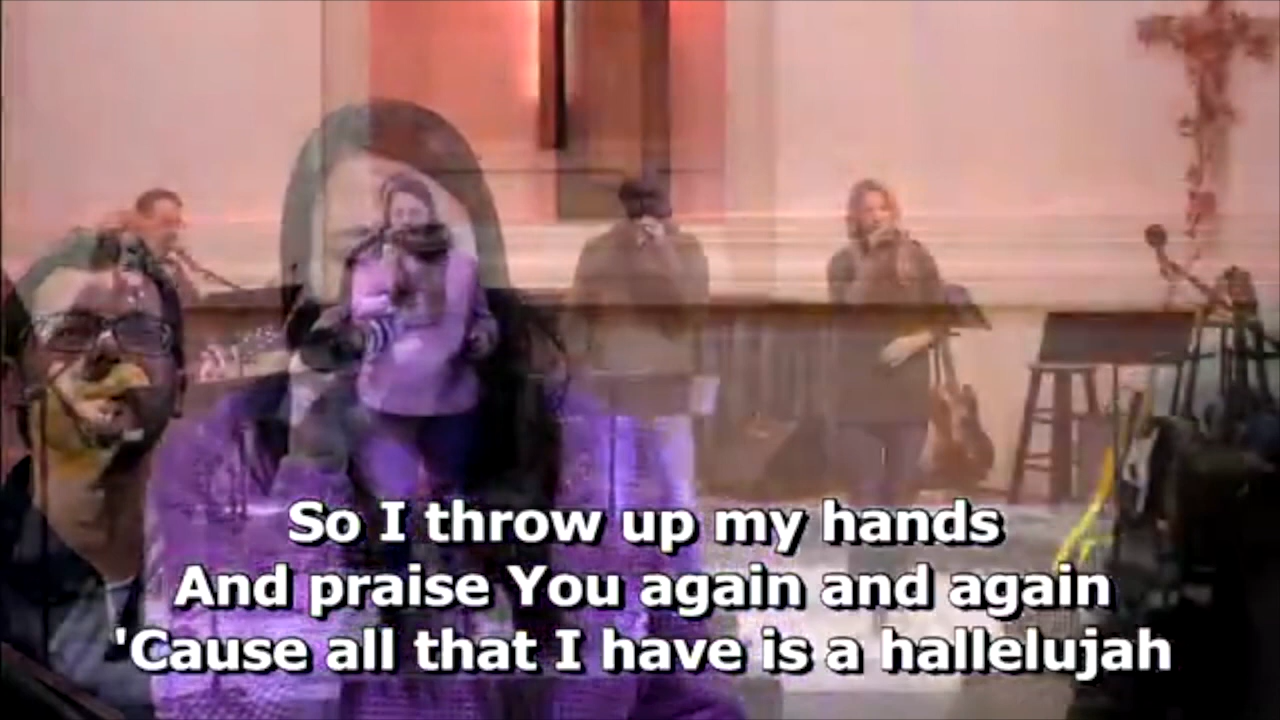 So I throw up my hands
And praise You again and again
'Cause all that I have is a hallelujah